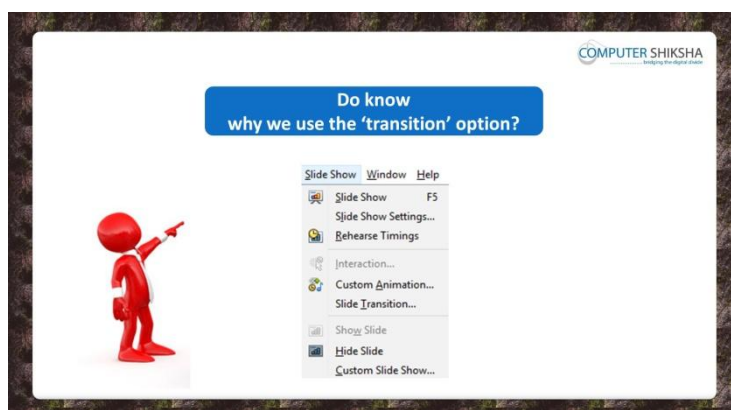 COMPUTER SHIKSHA
bridging the digital divide
Do know
why we use the ‘transition’ option?
Slide Show Window Help
Slide Show F5
Slide Show Settings...
Rehearse Timings
Interaction...
Custom Animation...
Slide Transition...
Show Slide
Hide Slide
Custom Slide Show...